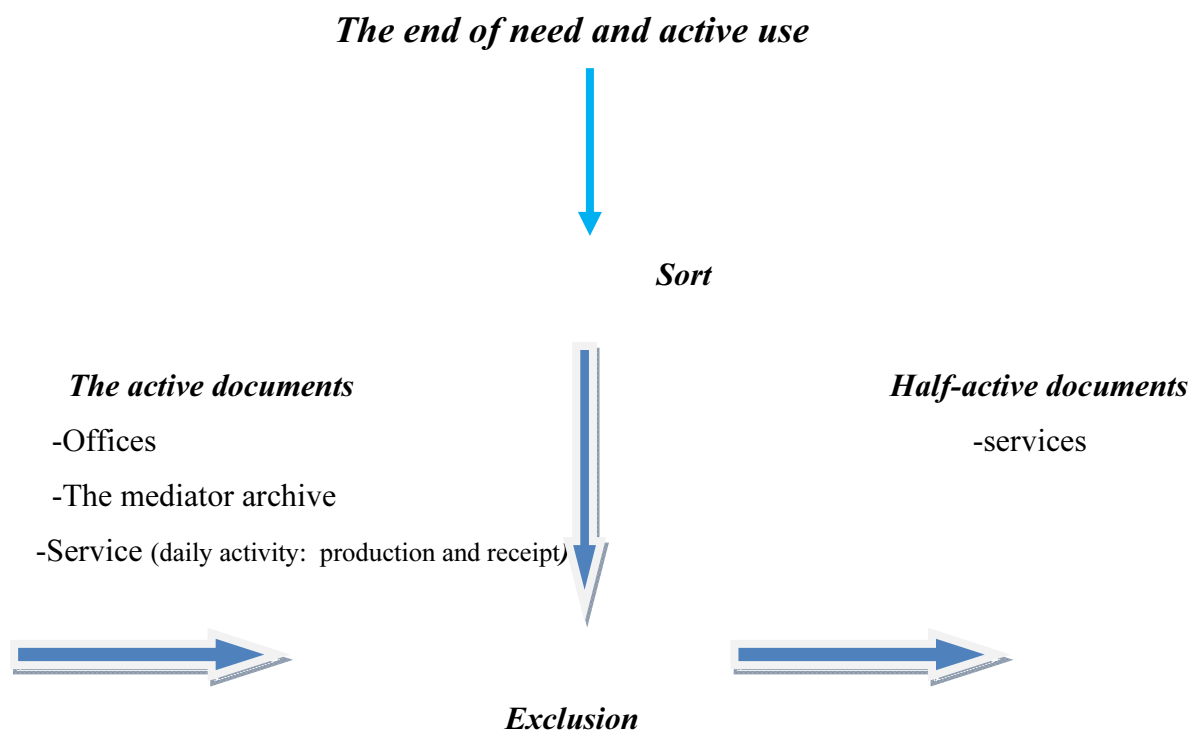 The end of need and active use
Sort
The active documents
-Offices
-The mediator archive
-Service (daily activity:  production and receipt)
Half-active documents
-services
Exclusion